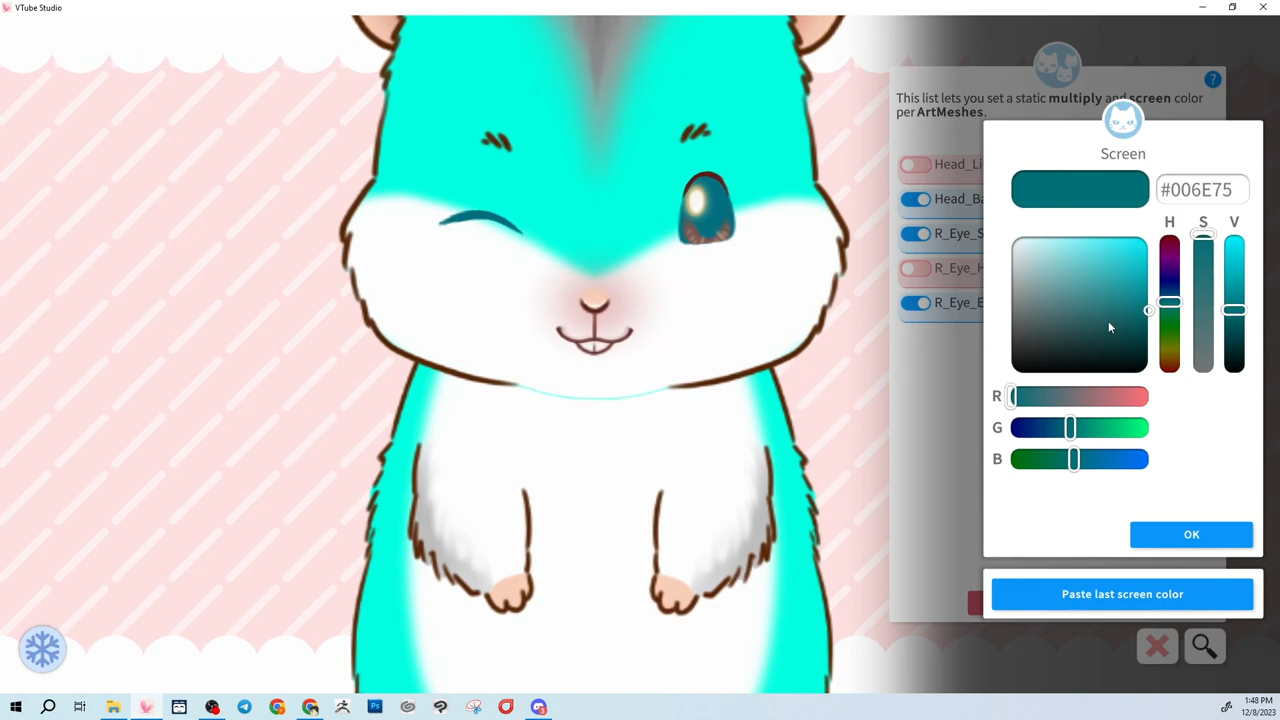 VTube Studio
?
This list lets you set a static multiply and screen color
per ArtMeshes.
Screen
Head_Li
#006E75
Head_Ba
H S V
R_Eye_S
R_Eye_H
R_Eye_E
R
G
B
OK
Paste last screen color
Ps
1:48 PM
12/8/2023